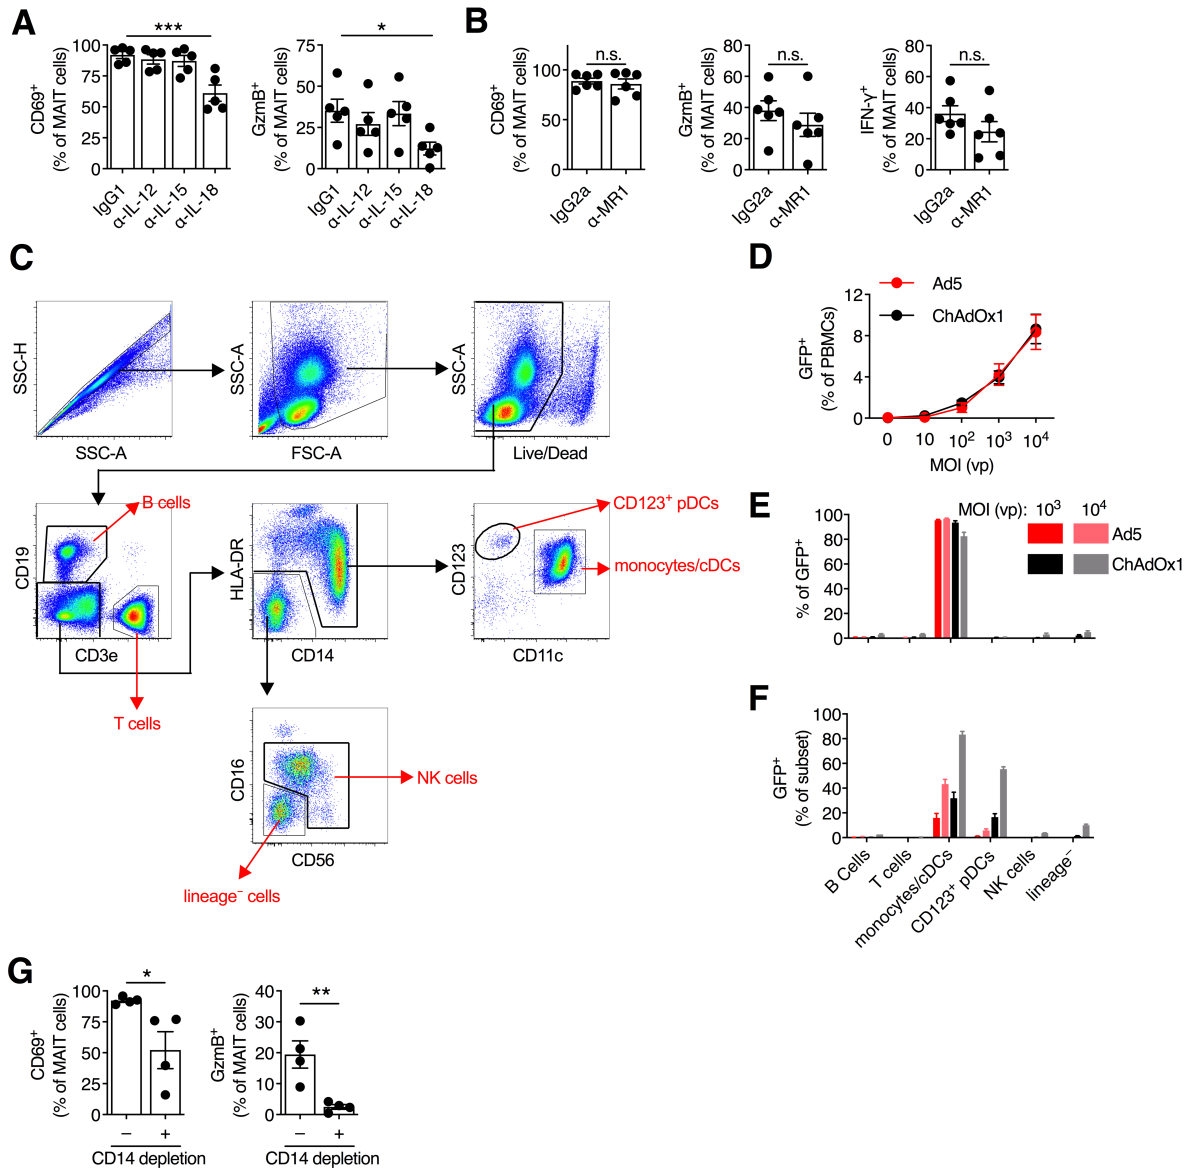 A
CD69+
(% of MAIT cells)
***
100
75
50
25
0
IgG1
α-IL-12
α-IL-15
α-IL-18
GzmB+
(% of MAIT cells)
*
75
50
25
0
IgG1
α-IL-12
α-IL-15
α-IL-18
B
CD69+
(% of MAIT cells)
n.s.
100
50
0
IgG2a
α-MR1
GzmB+
(% of MAIT cells)
n.s.
80
60
40
20
0
IgG2a
α-MR1
IFN-γ+
(% of MAIT cells)
n.s.
80
60
40
20
0
IgG2a
α-MR1
C
SSC-H
SSC-A
SSC-A
FSC-A
SSC-A
Live/Dead
B cells
CD19
CD3e
T cells
HLA-DR
CD14
CD123+ pDCs
CD123
monocytes/cDCs
CD11c
CD16
NK cells
CD56
lineage− cells
D
Ad5
ChAdOx1
GFP+
(% of PBMCs)
12
8
4
0
0 10 10² 10³ 10⁴
MOI (vp)
E
MOI (vp): 10³ 10⁴
Ad5
ChAdOx1
% of GFP+
100
80
60
40
20
0
F
GFP+
(% of subset)
100
80
60
40
20
0
B Cells
T cells
monocytes/cDCs
CD123+ pDCs
NK cells
lineage−
G
CD69+
(% of MAIT cells)
*
100
75
50
25
0
− +
CD14 depletion
GzmB+
(% of MAIT cells)
**
40
30
20
10
0
− +
CD14 depletion